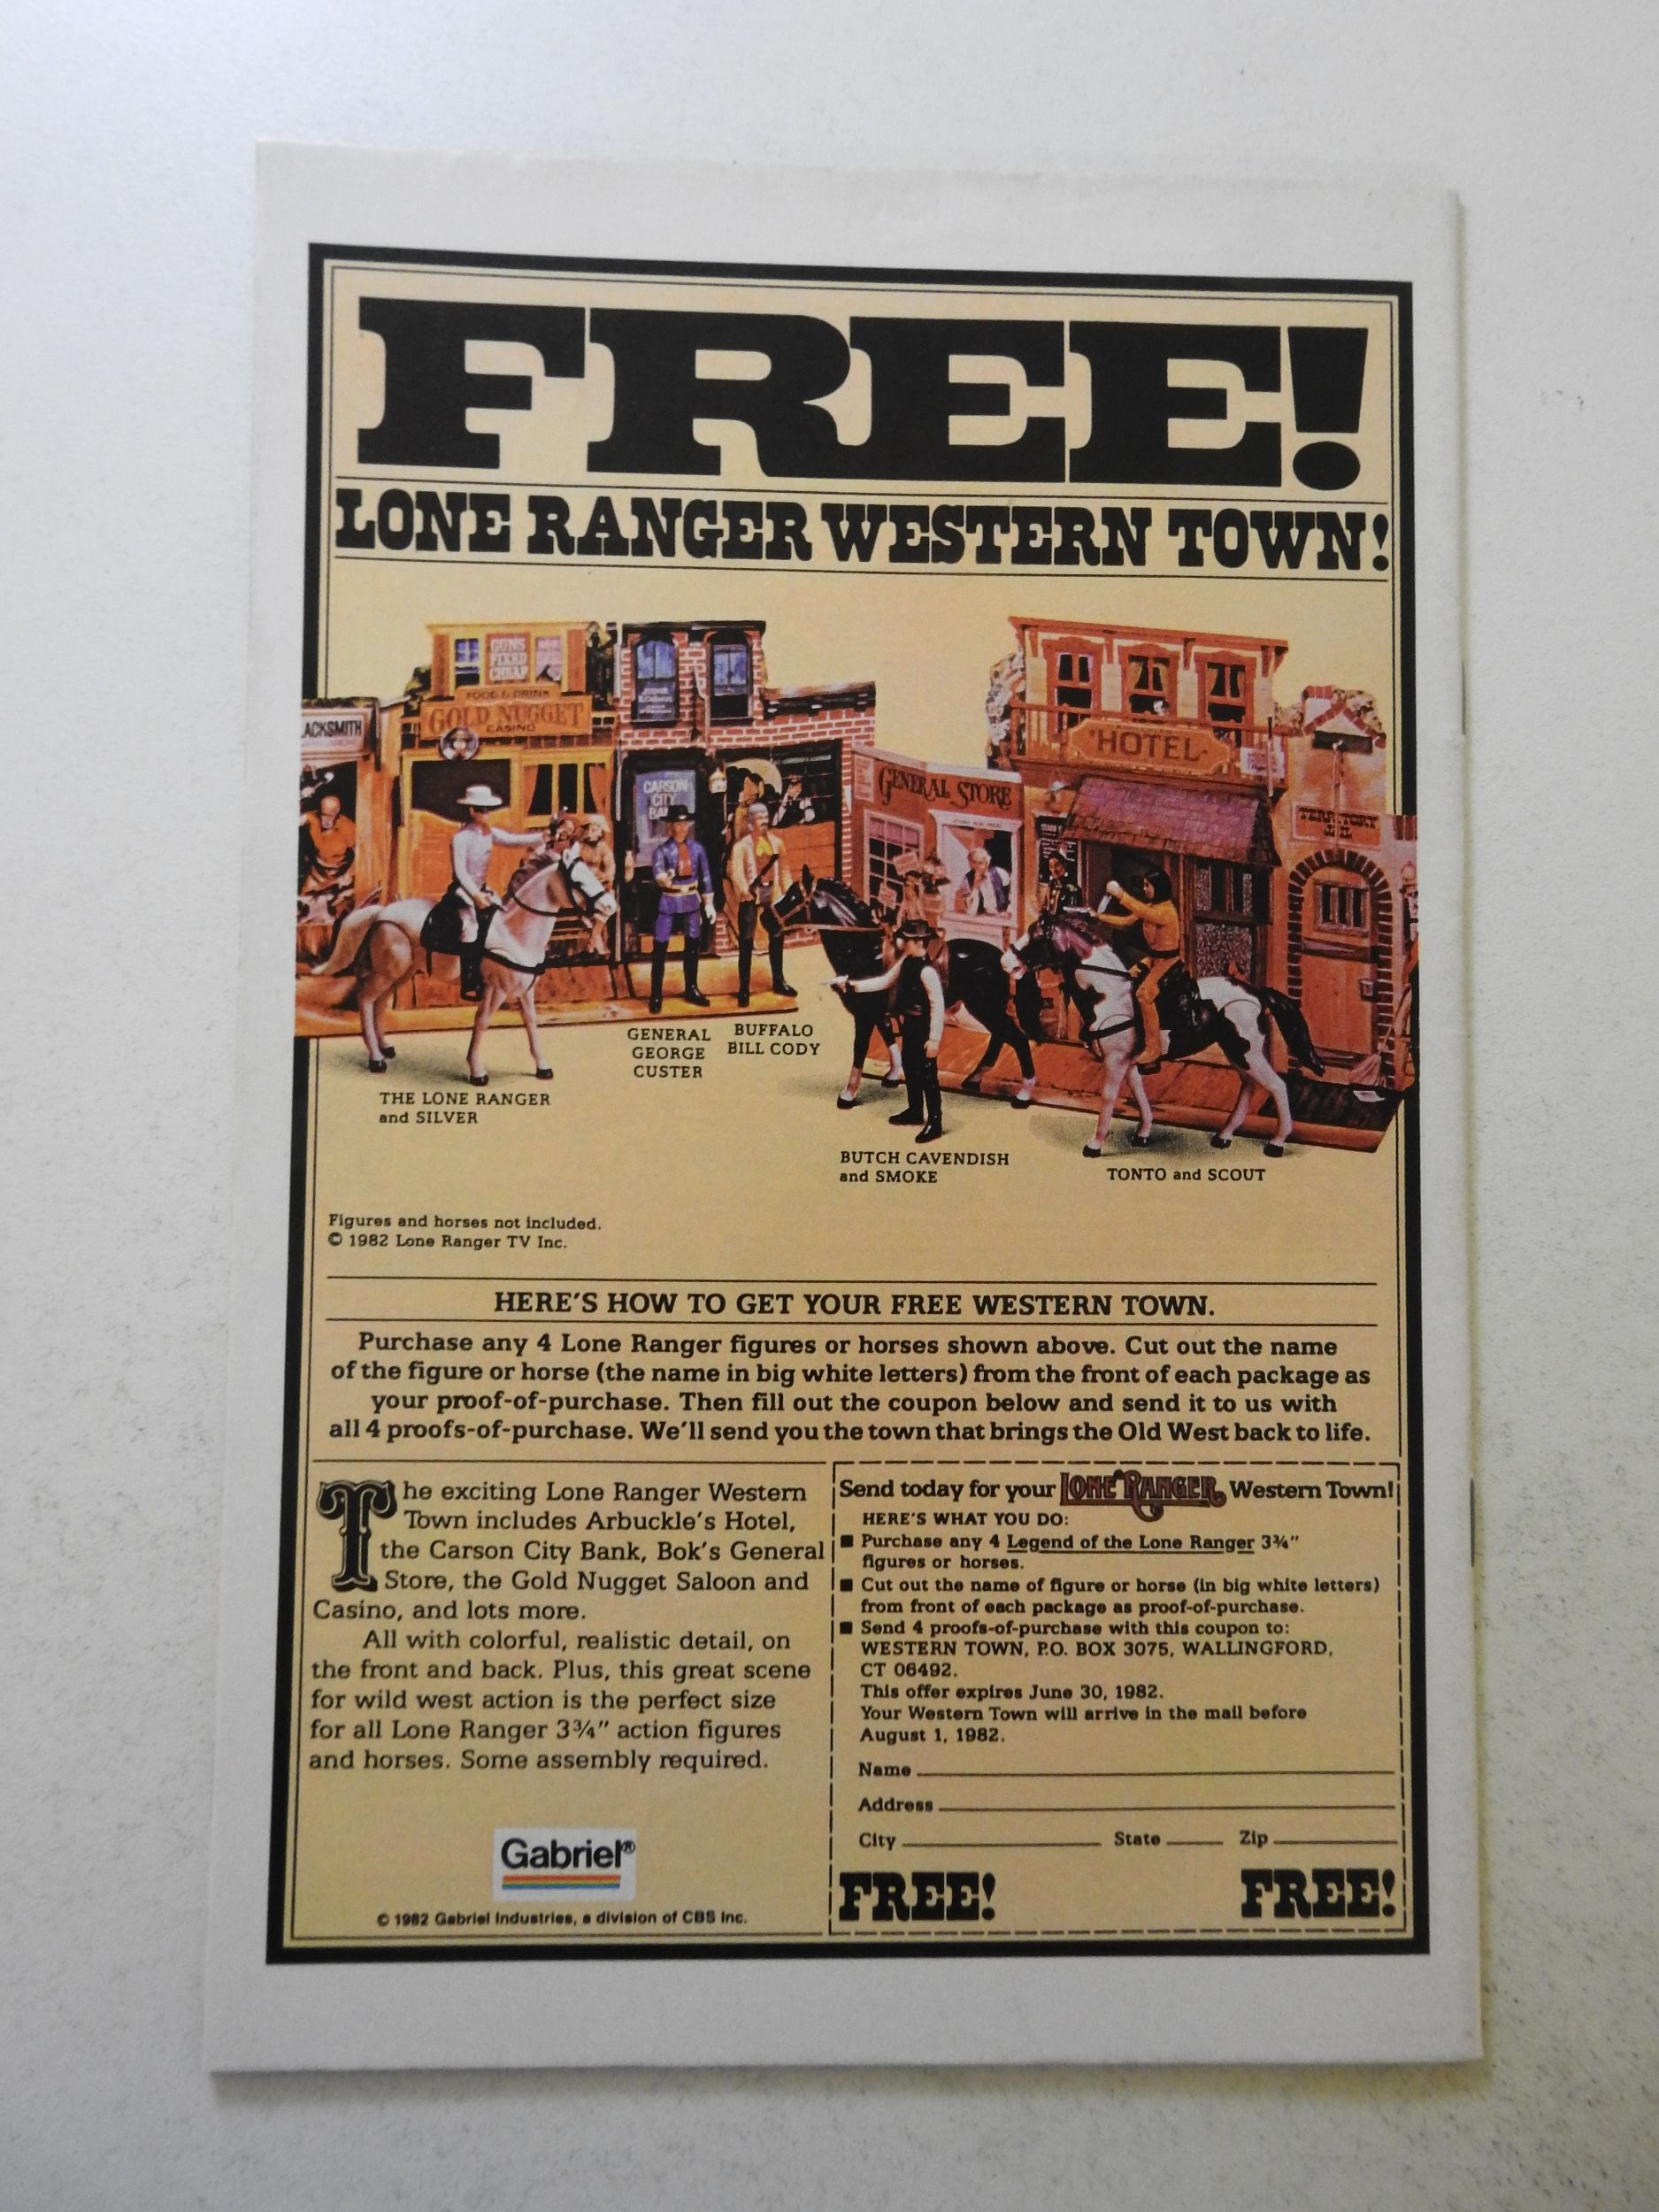 FREE!
LONE RANGER WESTERN TOWN!
GUNS
FIXED
CHEAP
FOOD & DRINK
GOLD NUGGET
CASINO
ACKSMITH
CARSON
CITY
BA
GENERAL STORE
HOTEL
TERRITORY
JAIL
GENERAL
GEORGE
CUSTER
BUFFALO
BILL CODY
THE LONE RANGER
and SILVER
BUTCH CAVENDISH
and SMOKE
TONTO and SCOUT
Figures and horses not included.
© 1982 Lone Ranger TV Inc.
HERE'S HOW TO GET YOUR FREE WESTERN TOWN.
Purchase any 4 Lone Ranger figures or horses shown above. Cut out the name
of the figure or horse (the name in big white letters) from the front of each package as
your proof-of-purchase. Then fill out the coupon below and send it to us with
all 4 proofs-of-purchase. We'll send you the town that brings the Old West back to life.
The exciting Lone Ranger Western
Town includes Arbuckle's Hotel,
the Carson City Bank, Bok's General
Store, the Gold Nugget Saloon and
Casino, and lots more.
All with colorful, realistic detail, on
the front and back. Plus, this great scene
for wild west action is the perfect size
for all Lone Ranger 3¾" action figures
and horses. Some assembly required.
Gabriel®
© 1982 Gabriel Industries, a division of CBS Inc.
Send today for your LONE RANGER Western Town!
HERE'S WHAT YOU DO:
■ Purchase any 4 Legend of the Lone Ranger 3¾"
figures or horses.
■ Cut out the name of figure or horse (in big white letters)
from front of each package as proof-of-purchase.
■ Send 4 proofs-of-purchase with this coupon to:
WESTERN TOWN, P.O. BOX 3075, WALLINGFORD,
CT 06492.
This offer expires June 30, 1982.
Your Western Town will arrive in the mail before
August 1, 1982.
Name
Address
City State Zip
FREE! FREE!